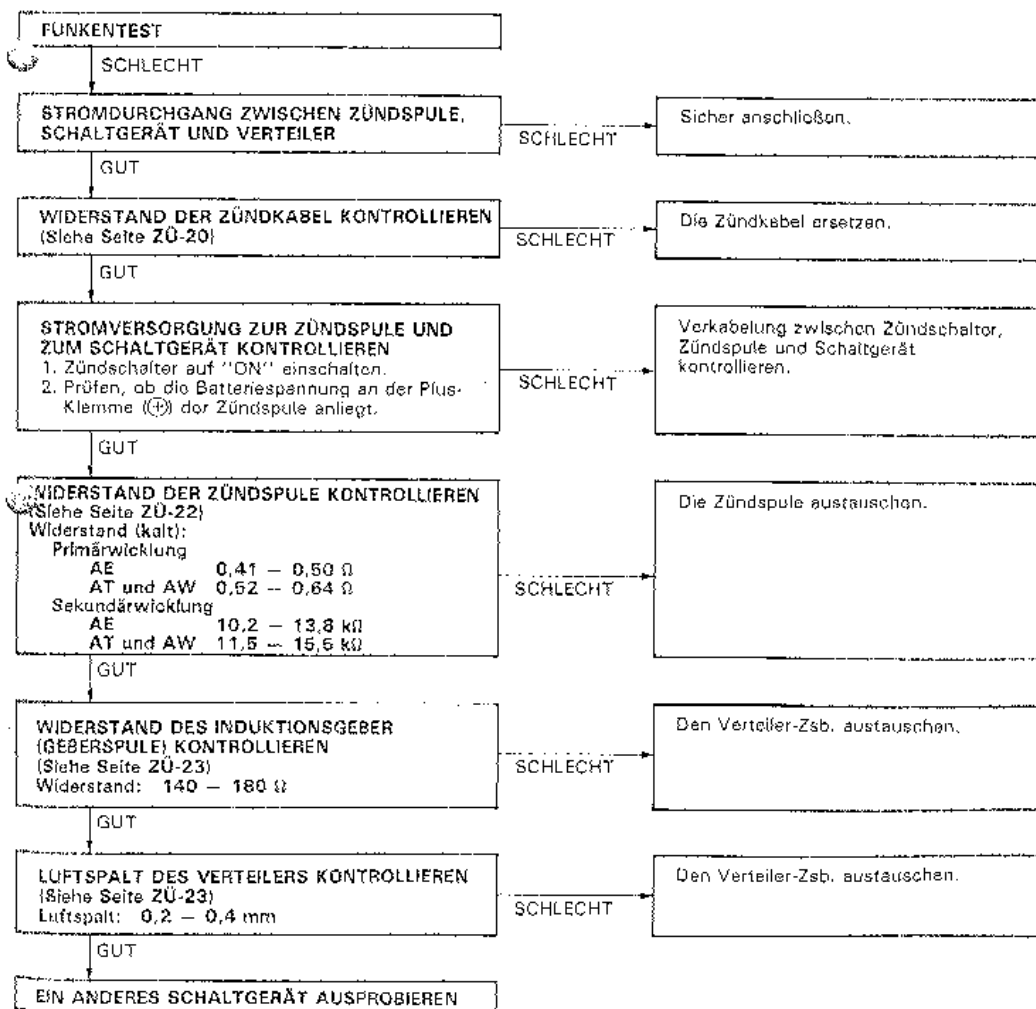 FUNKENTEST
SCHLECHT
STROMDURCHGANG ZWISCHEN ZÜNDSPULE,
SCHALTGERÄT UND VERTEILER
SCHLECHT
Sicher anschließen.
GUT
WIDERSTAND DER ZÜNDKABEL KONTROLLIEREN
(Siehe Seite ZÜ-20)
SCHLECHT
Die Zündkabel ersetzen.
GUT
STROMVERSORGUNG ZUR ZÜNDSPULE UND
ZUM SCHALTGERÄT KONTROLLIEREN
1. Zündschalter auf "ON" einschalten.
2. Prüfen, ob die Batteriespannung an der Plus-
Klemme (⊕) der Zündspule anliegt.
SCHLECHT
Verkabelung zwischen Zündschalter,
Zündspule und Schaltgerät
kontrollieren.
GUT
WIDERSTAND DER ZÜNDSPULE KONTROLLIEREN
(Siehe Seite ZÜ-22)
Widerstand (kalt):
Primärwicklung
AE 0,41 – 0,50 Ω
AT und AW 0,52 – 0,64 Ω
Sekundärwicklung
AE 10,2 – 13,8 kΩ
AT und AW 11,5 – 15,5 kΩ
SCHLECHT
Die Zündspule austauschen.
GUT
WIDERSTAND DES INDUKTIONSGEBER
(GEBERSPULE) KONTROLLIEREN
(Siehe Seite ZÜ-23)
Widerstand: 140 – 180 Ω
SCHLECHT
Den Verteiler-Zsb. austauschen.
GUT
LUFTSPALT DES VERTEILERS KONTROLLIEREN
(Siehe Seite ZÜ-23)
Luftspalt: 0,2 – 0,4 mm
SCHLECHT
Den Verteiler-Zsb. austauschen.
GUT
EIN ANDERES SCHALTGERÄT AUSPROBIEREN